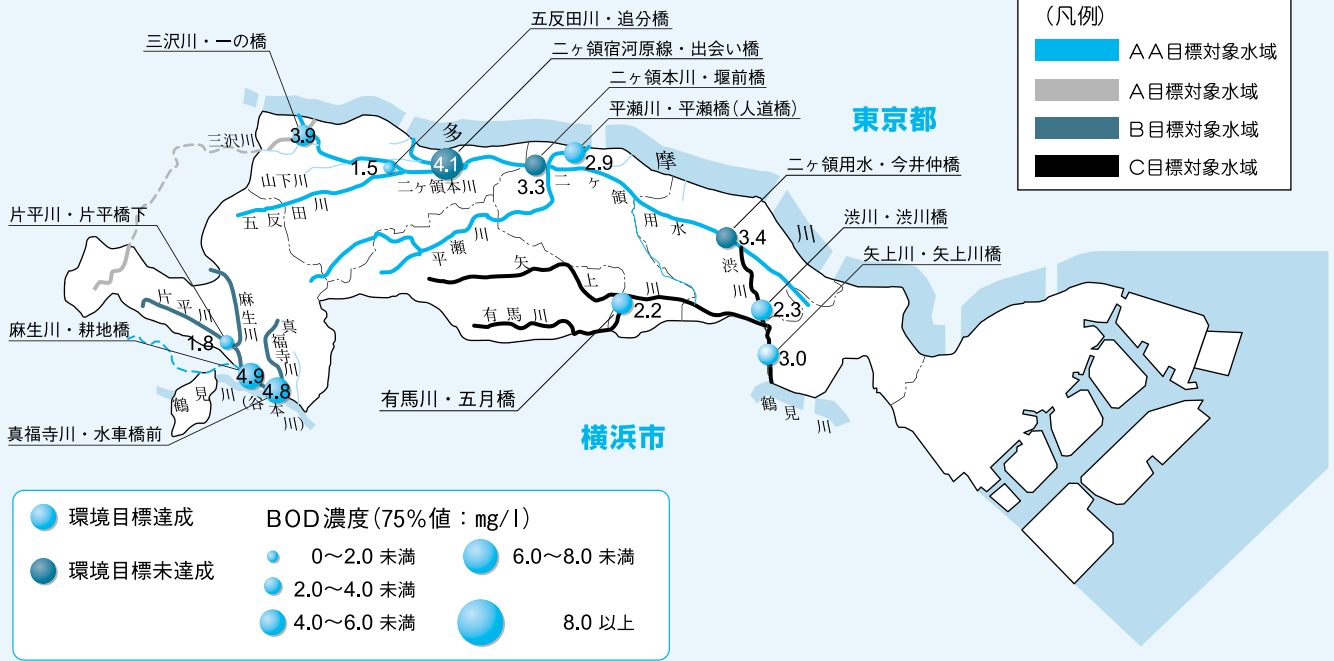 五反田川・追分橋
三沢川・一の橋
二ヶ領宿河原線・出会い橋
二ヶ領本川・堰前橋
平瀬川・平瀬橋(人道橋)
東京都
(凡例)
AA目標対象水域
A目標対象水域
B目標対象水域
C目標対象水域
多
摩
川
三沢川
3.9
1.5
4.1
3.3
2.9
山下川
二ヶ領本川
五反田川
二ヶ領用水
二ヶ領用水・今井仲橋
平瀬川
3.4
渋川
渋川・渋川橋
矢上川・矢上川橋
片平川・片平橋下
矢上川
有馬川
2.2
2.3
3.0
片平川
麻生川
真福寺川
麻生川・耕地橋
1.8
4.9
4.8
鶴見川(谷本川)
有馬川・五月橋
鶴見川
真福寺川・水車橋前
横浜市
環境目標達成
環境目標未達成
BOD濃度(75%値:mg/l)
0〜2.0 未満
2.0〜4.0 未満
4.0〜6.0 未満
6.0〜8.0 未満
8.0 以上